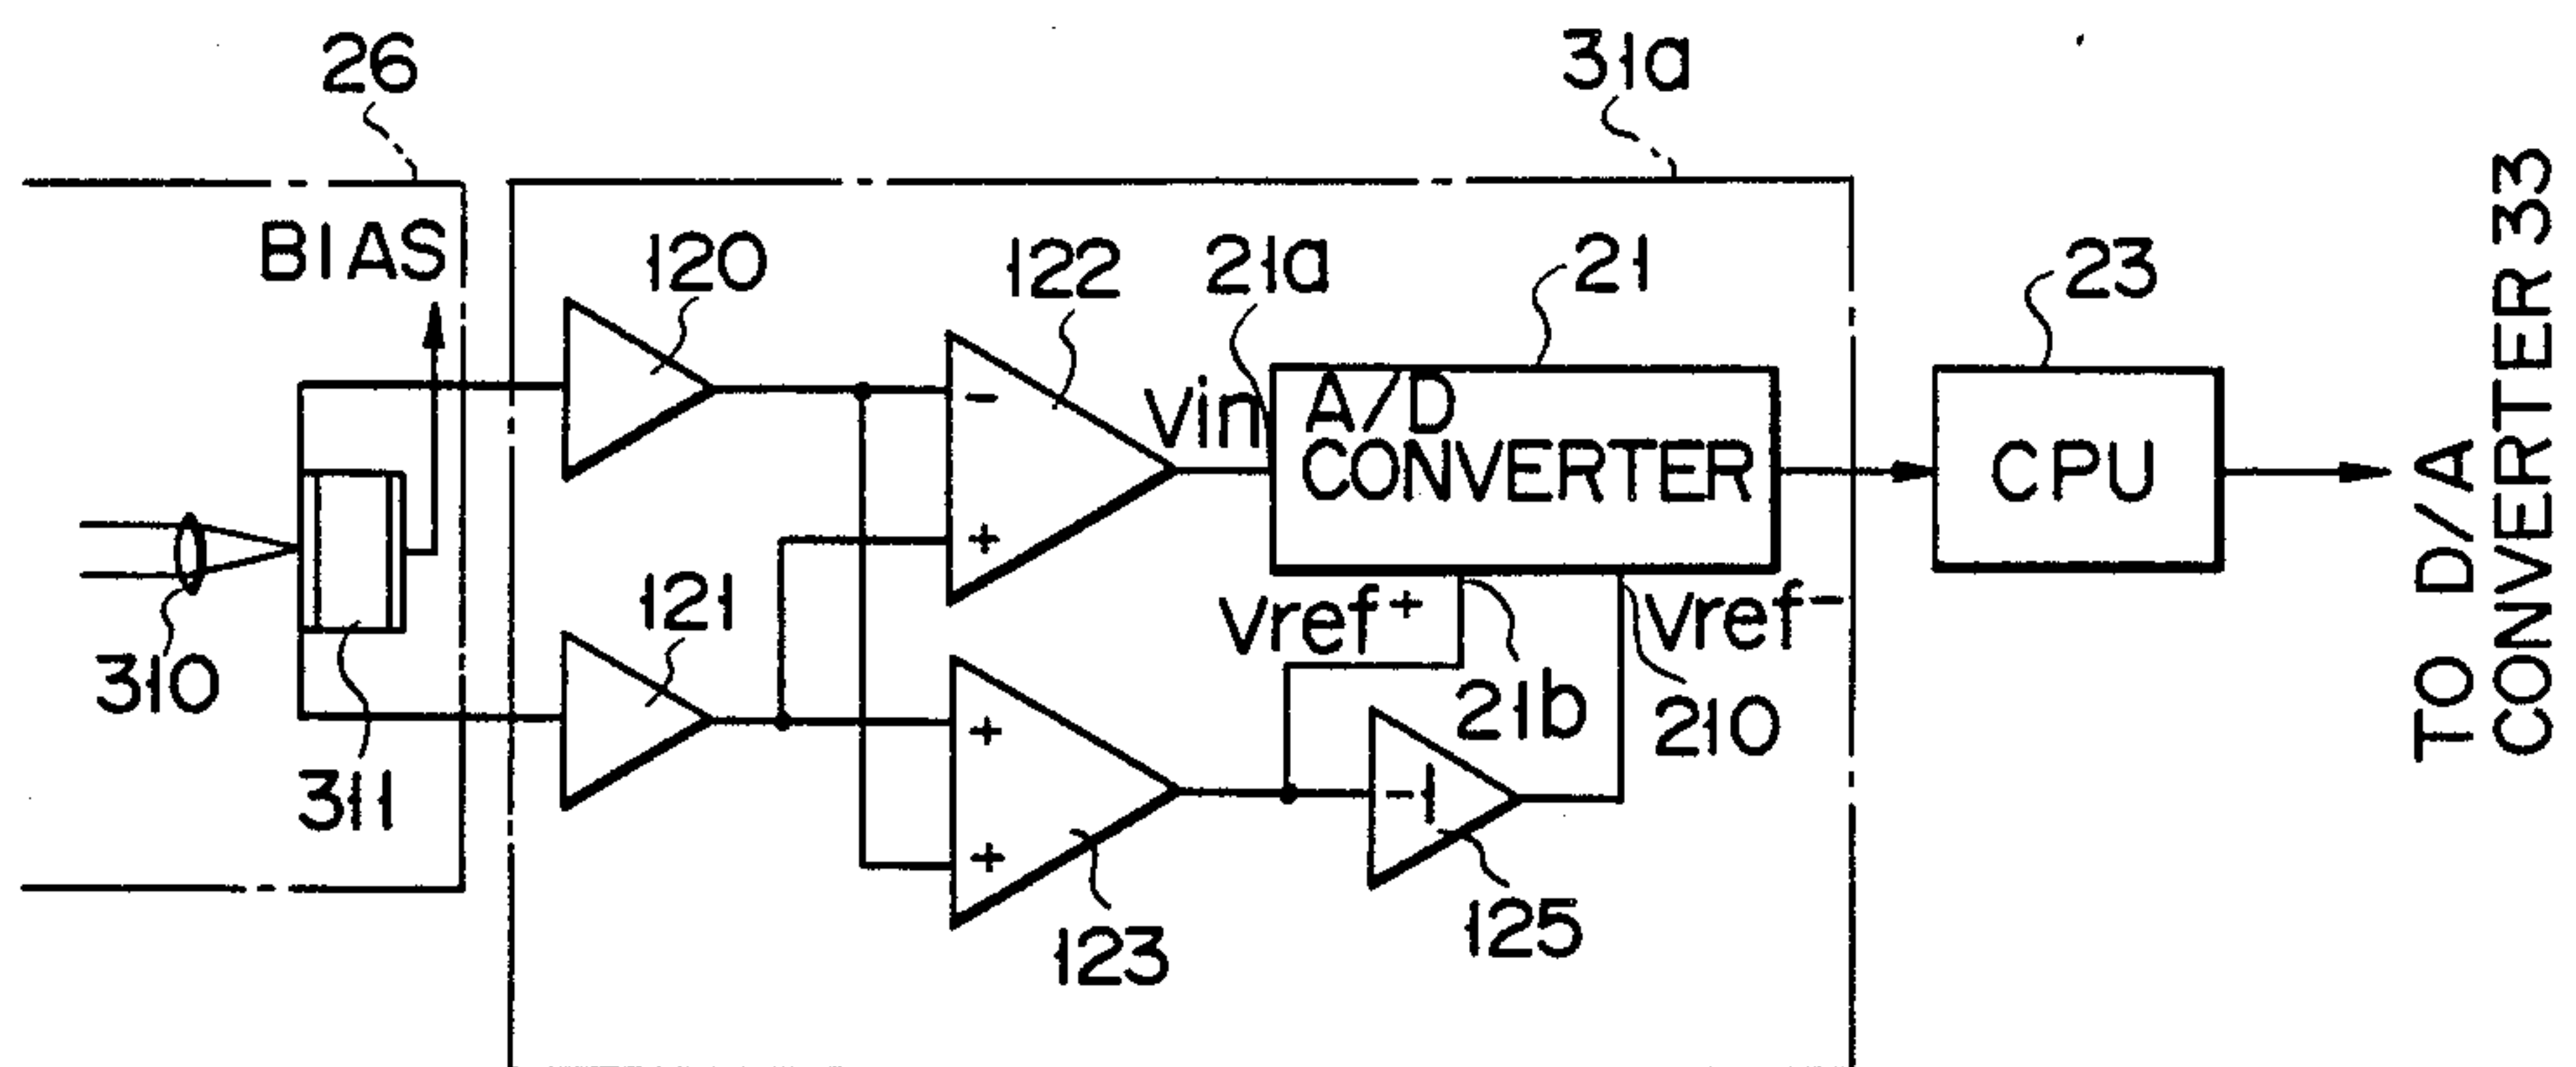 26
31a
BIAS
120
122
21a
21
23
Vin
A/D
CONVERTER
CPU
-
+
121
Vref+
Vref-
310
311
21b
210
+
+
-1
123
125
TO D/A
CONVERTER 33